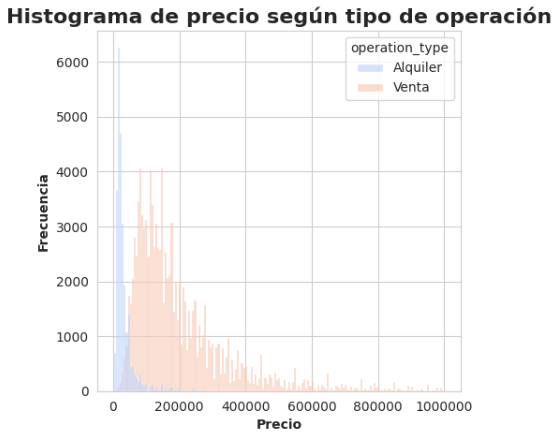 Histograma de precio según tipo de operación
operation_type
Alquiler
Venta
6000
5000
4000
3000
2000
1000
0
Frecuencia
0 200000 400000 600000 800000 1000000
Precio